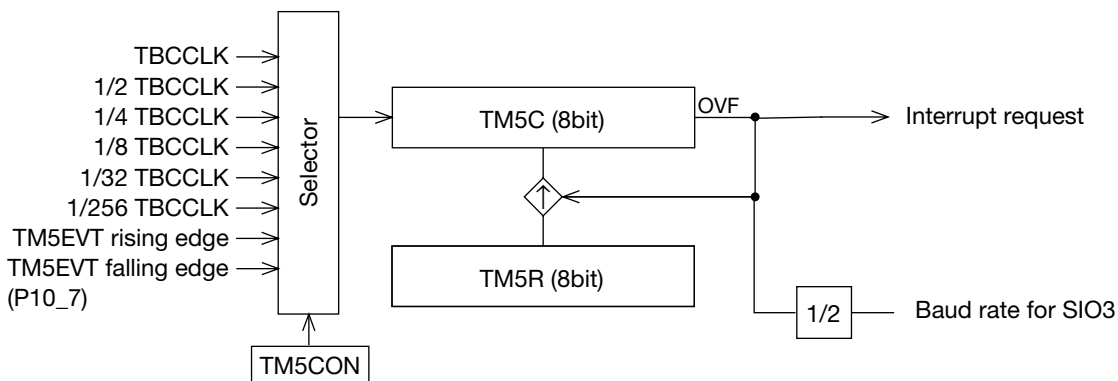 TBCCLK
1/2 TBCCLK
1/4 TBCCLK
1/8 TBCCLK
1/32 TBCCLK
1/256 TBCCLK
TM5EVT rising edge
TM5EVT falling edge
(P10_7)
Selector
TM5CON
TM5C (8bit)
OVF
Interrupt request
TM5R (8bit)
1/2
Baud rate for SIO3